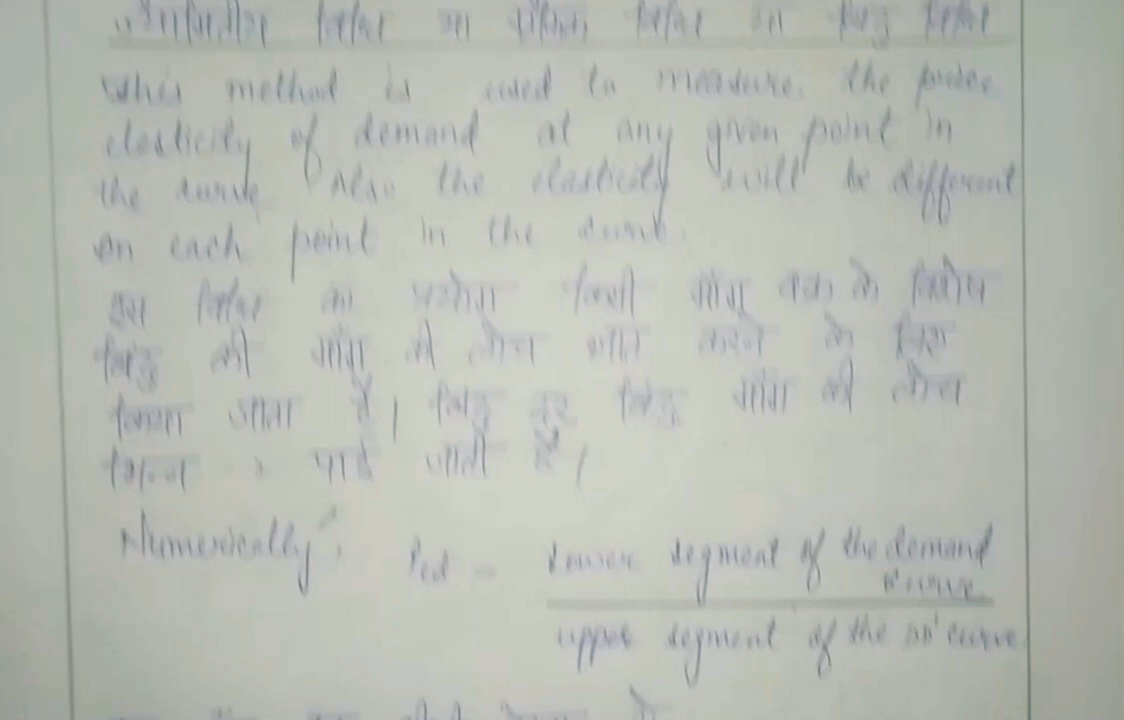 विधि या विधि या बिंदु विधि
This method is used to measure the price
elasticity of demand at any given point in
the curve. Also the elasticity will be different
on each point in the curve.
इस विधि का प्रयोग किसी माँग वक्र के विशेष
बिंदु की माँग की लोच ज्ञात करने के लिए
किया जाता है। बिंदु पर बिंदु माँग की लोच
भिन्न पाई जाती है।
Numerically, Ped = Lower segment of the demand
curve
upper segment of the curve